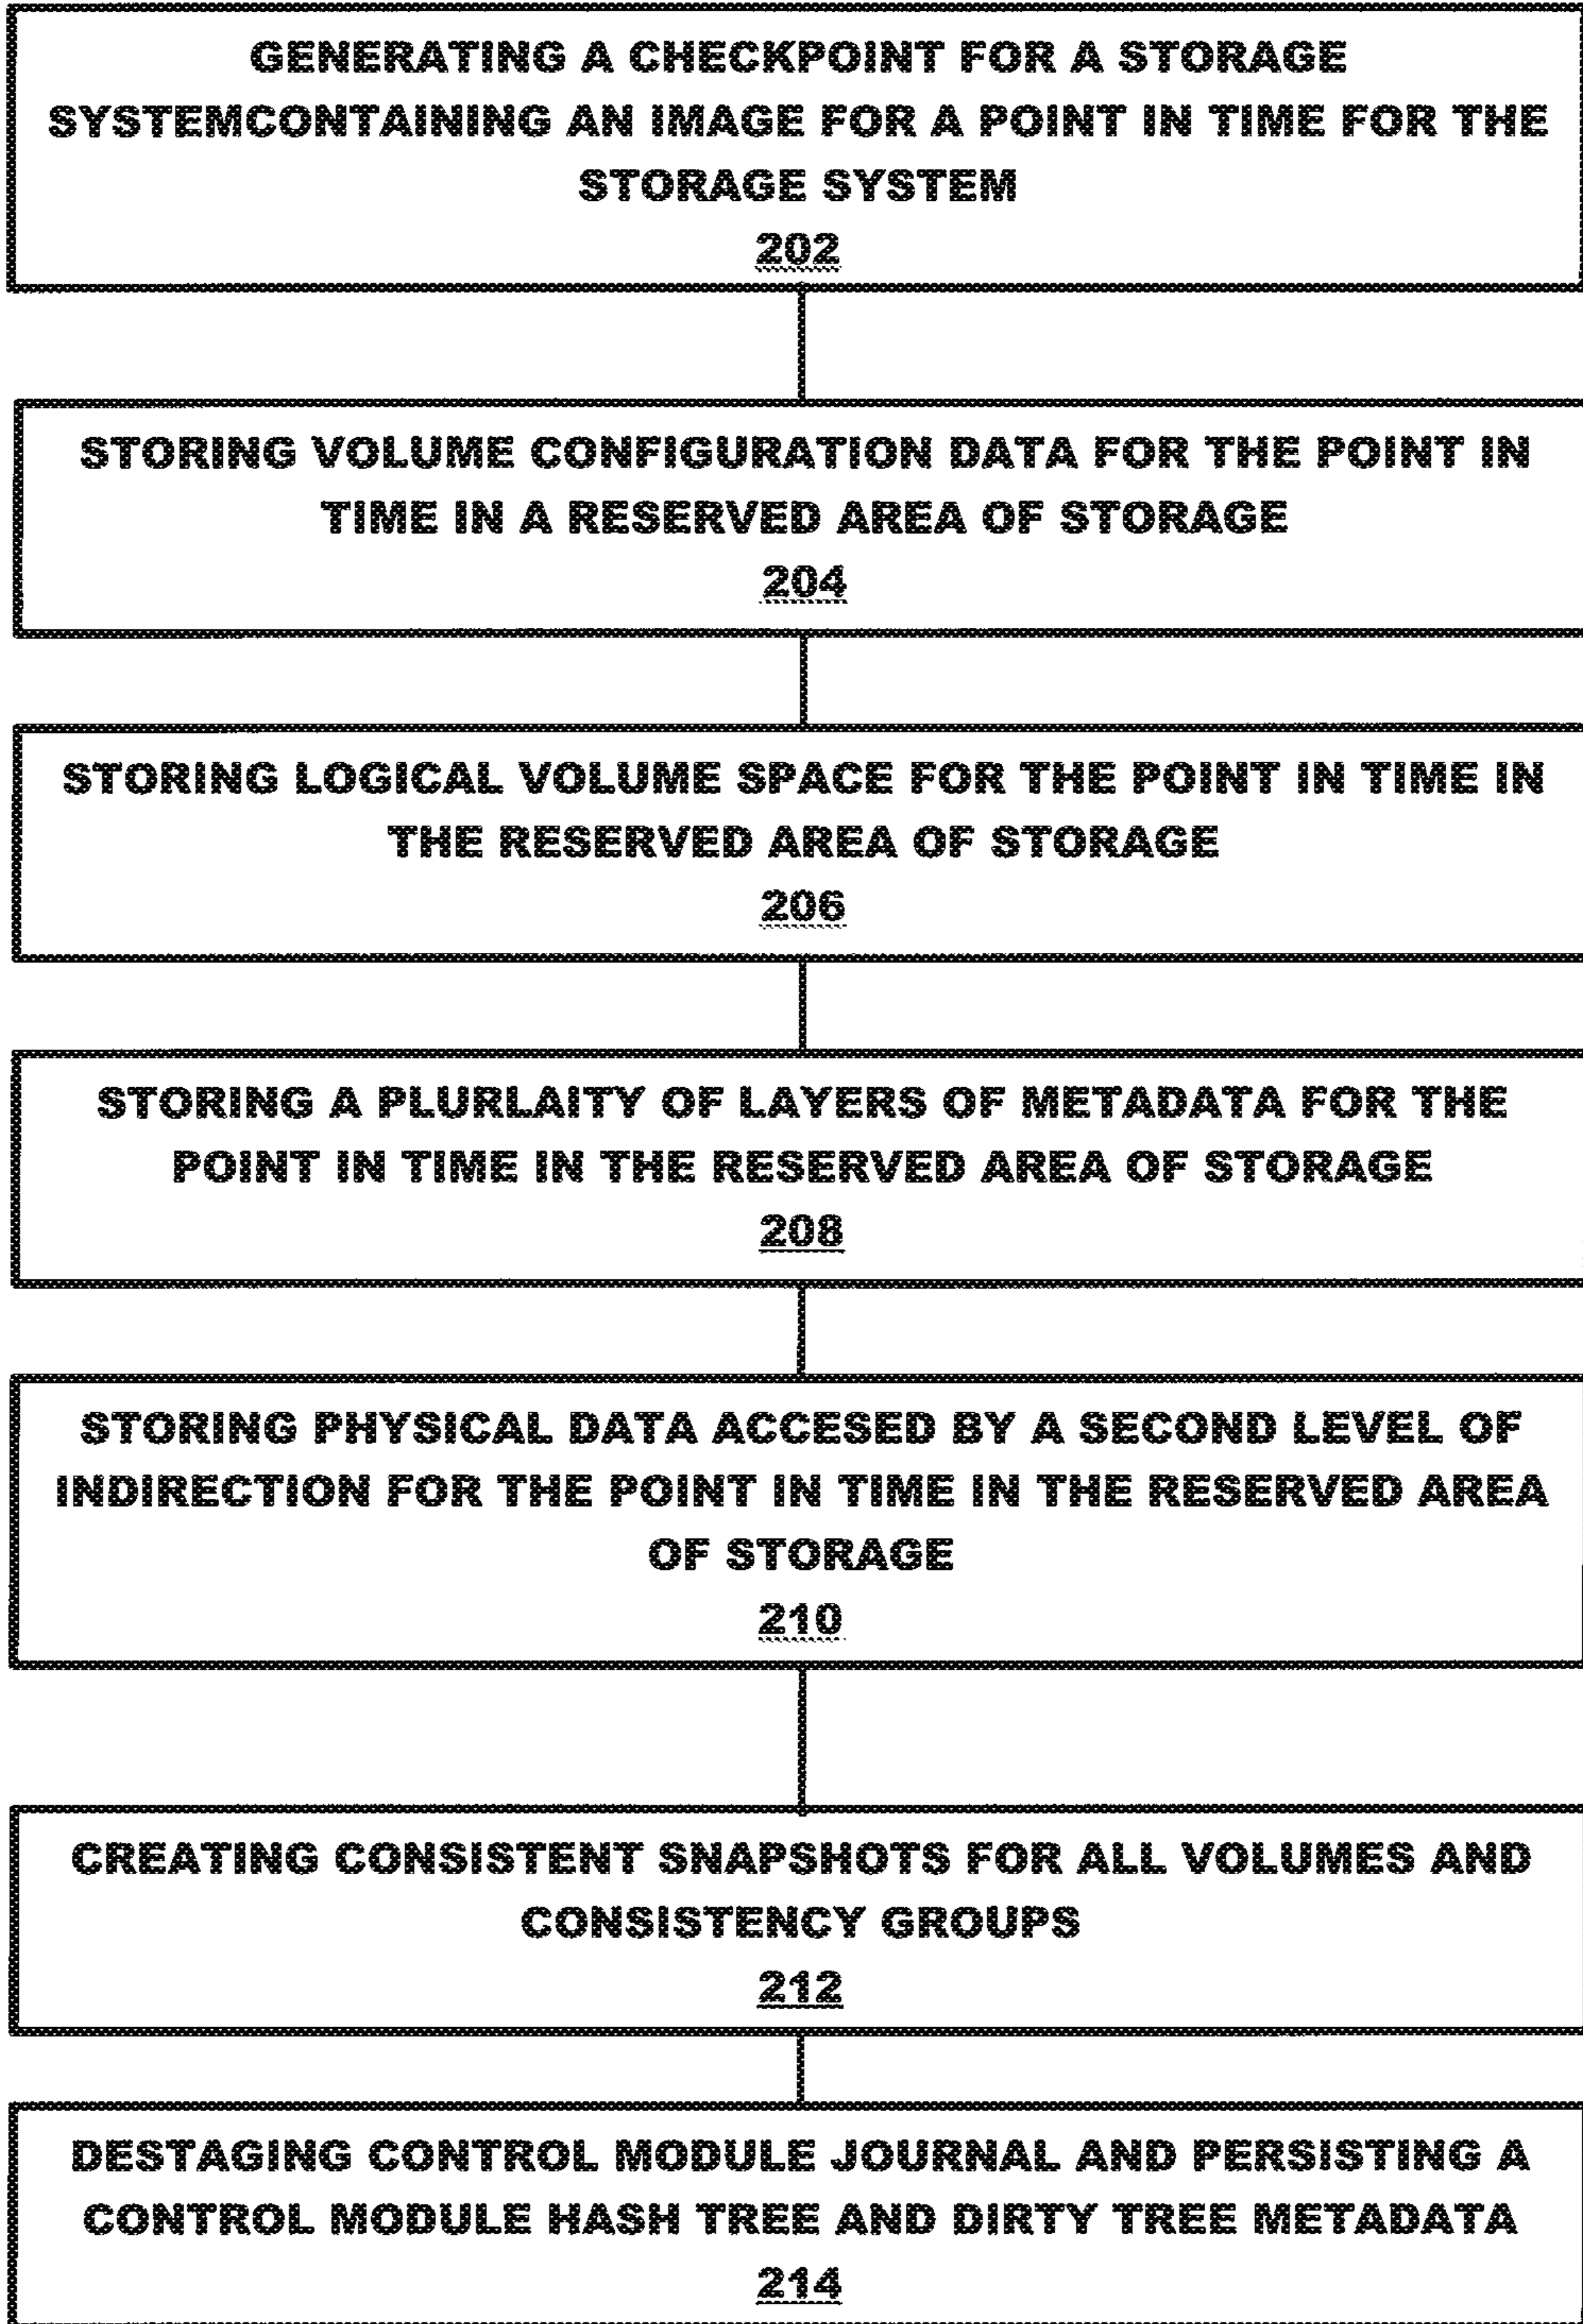 GENERATING A CHECKPOINT FOR A STORAGE
SYSTEMCONTAINING AN IMAGE FOR A POINT IN TIME FOR THE
STORAGE SYSTEM
202
STORING VOLUME CONFIGURATION DATA FOR THE POINT IN
TIME IN A RESERVED AREA OF STORAGE
204
STORING LOGICAL VOLUME SPACE FOR THE POINT IN TIME IN
THE RESERVED AREA OF STORAGE
206
STORING A PLURLAITY OF LAYERS OF METADATA FOR THE
POINT IN TIME IN THE RESERVED AREA OF STORAGE
208
STORING PHYSICAL DATA ACCESED BY A SECOND LEVEL OF
INDIRECTION FOR THE POINT IN TIME IN THE RESERVED AREA
OF STORAGE
210
CREATING CONSISTENT SNAPSHOTS FOR ALL VOLUMES AND
CONSISTENCY GROUPS
212
DESTAGING CONTROL MODULE JOURNAL AND PERSISTING A
CONTROL MODULE HASH TREE AND DIRTY TREE METADATA
214